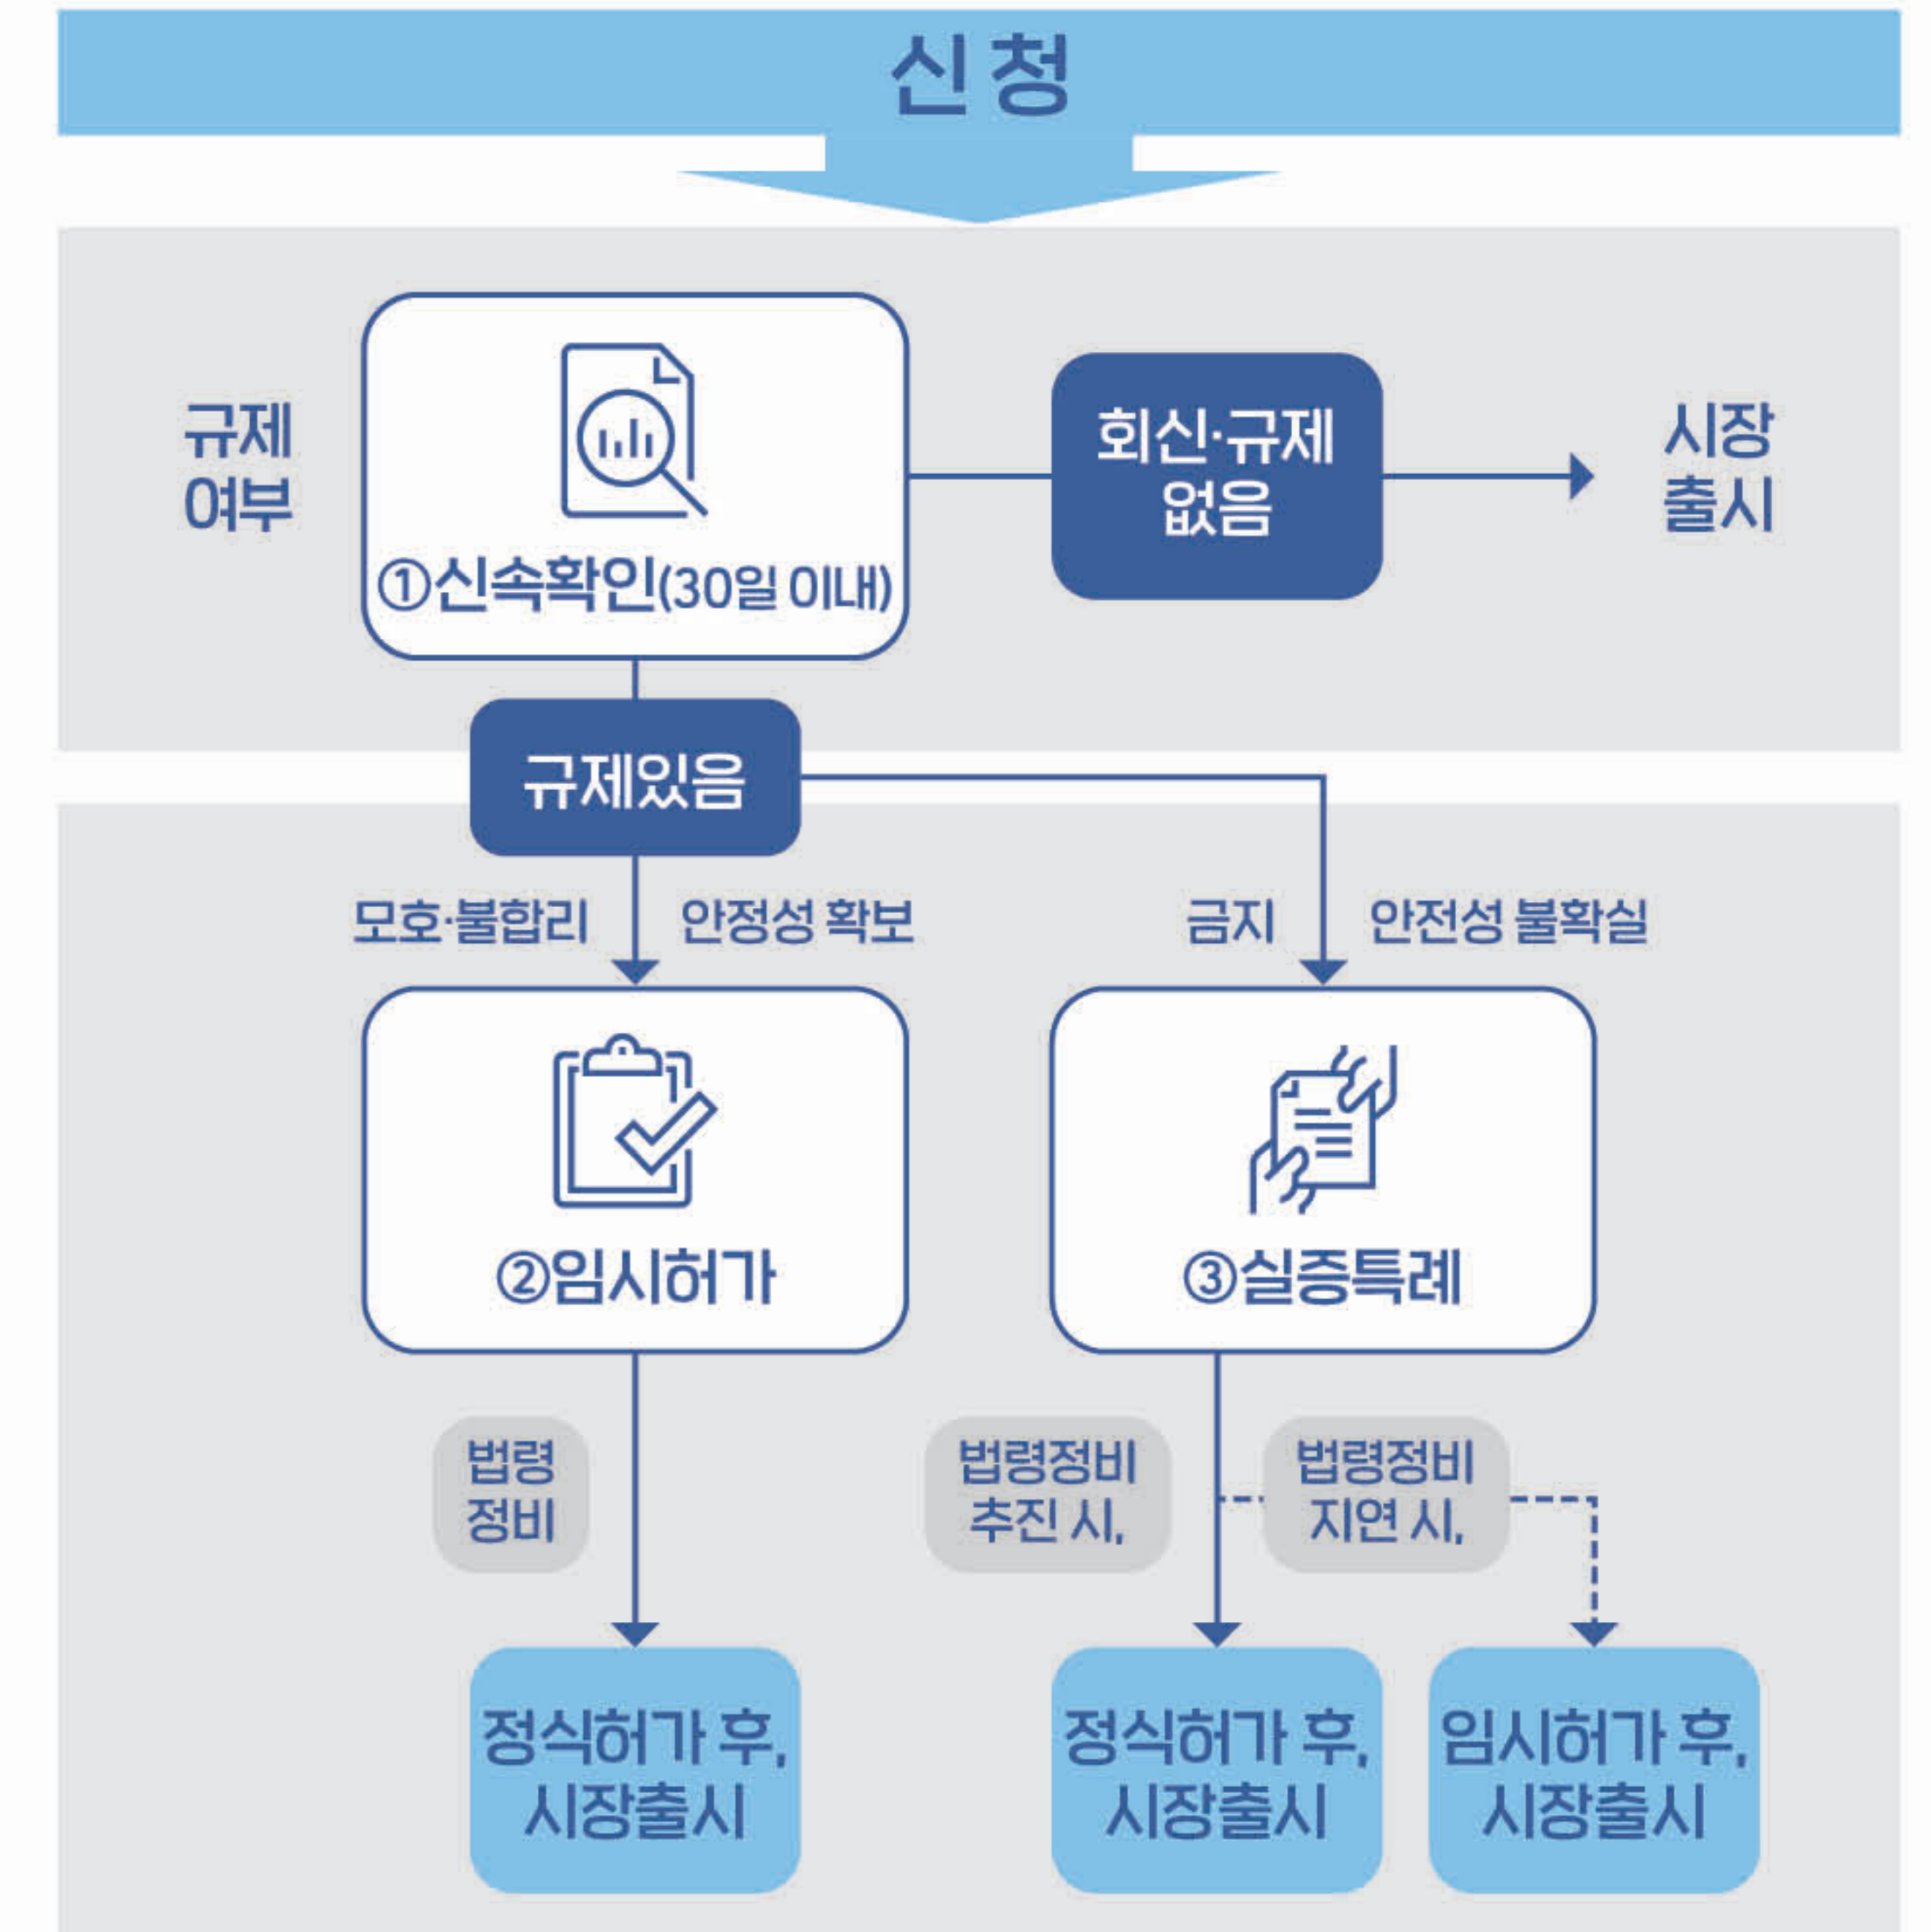 신청
규제
여부
①신속확인(30일 이내)
회신·규제
없음
시장
출시
규제있음
모호·불합리
안정성 확보
금지
안전성 불확실
②임시허가
③실증특례
법령
정비
법령정비
추진 시,
법령정비
지연 시,
정식허가 후,
시장출시
정식허가 후,
시장출시
임시허가 후,
시장출시